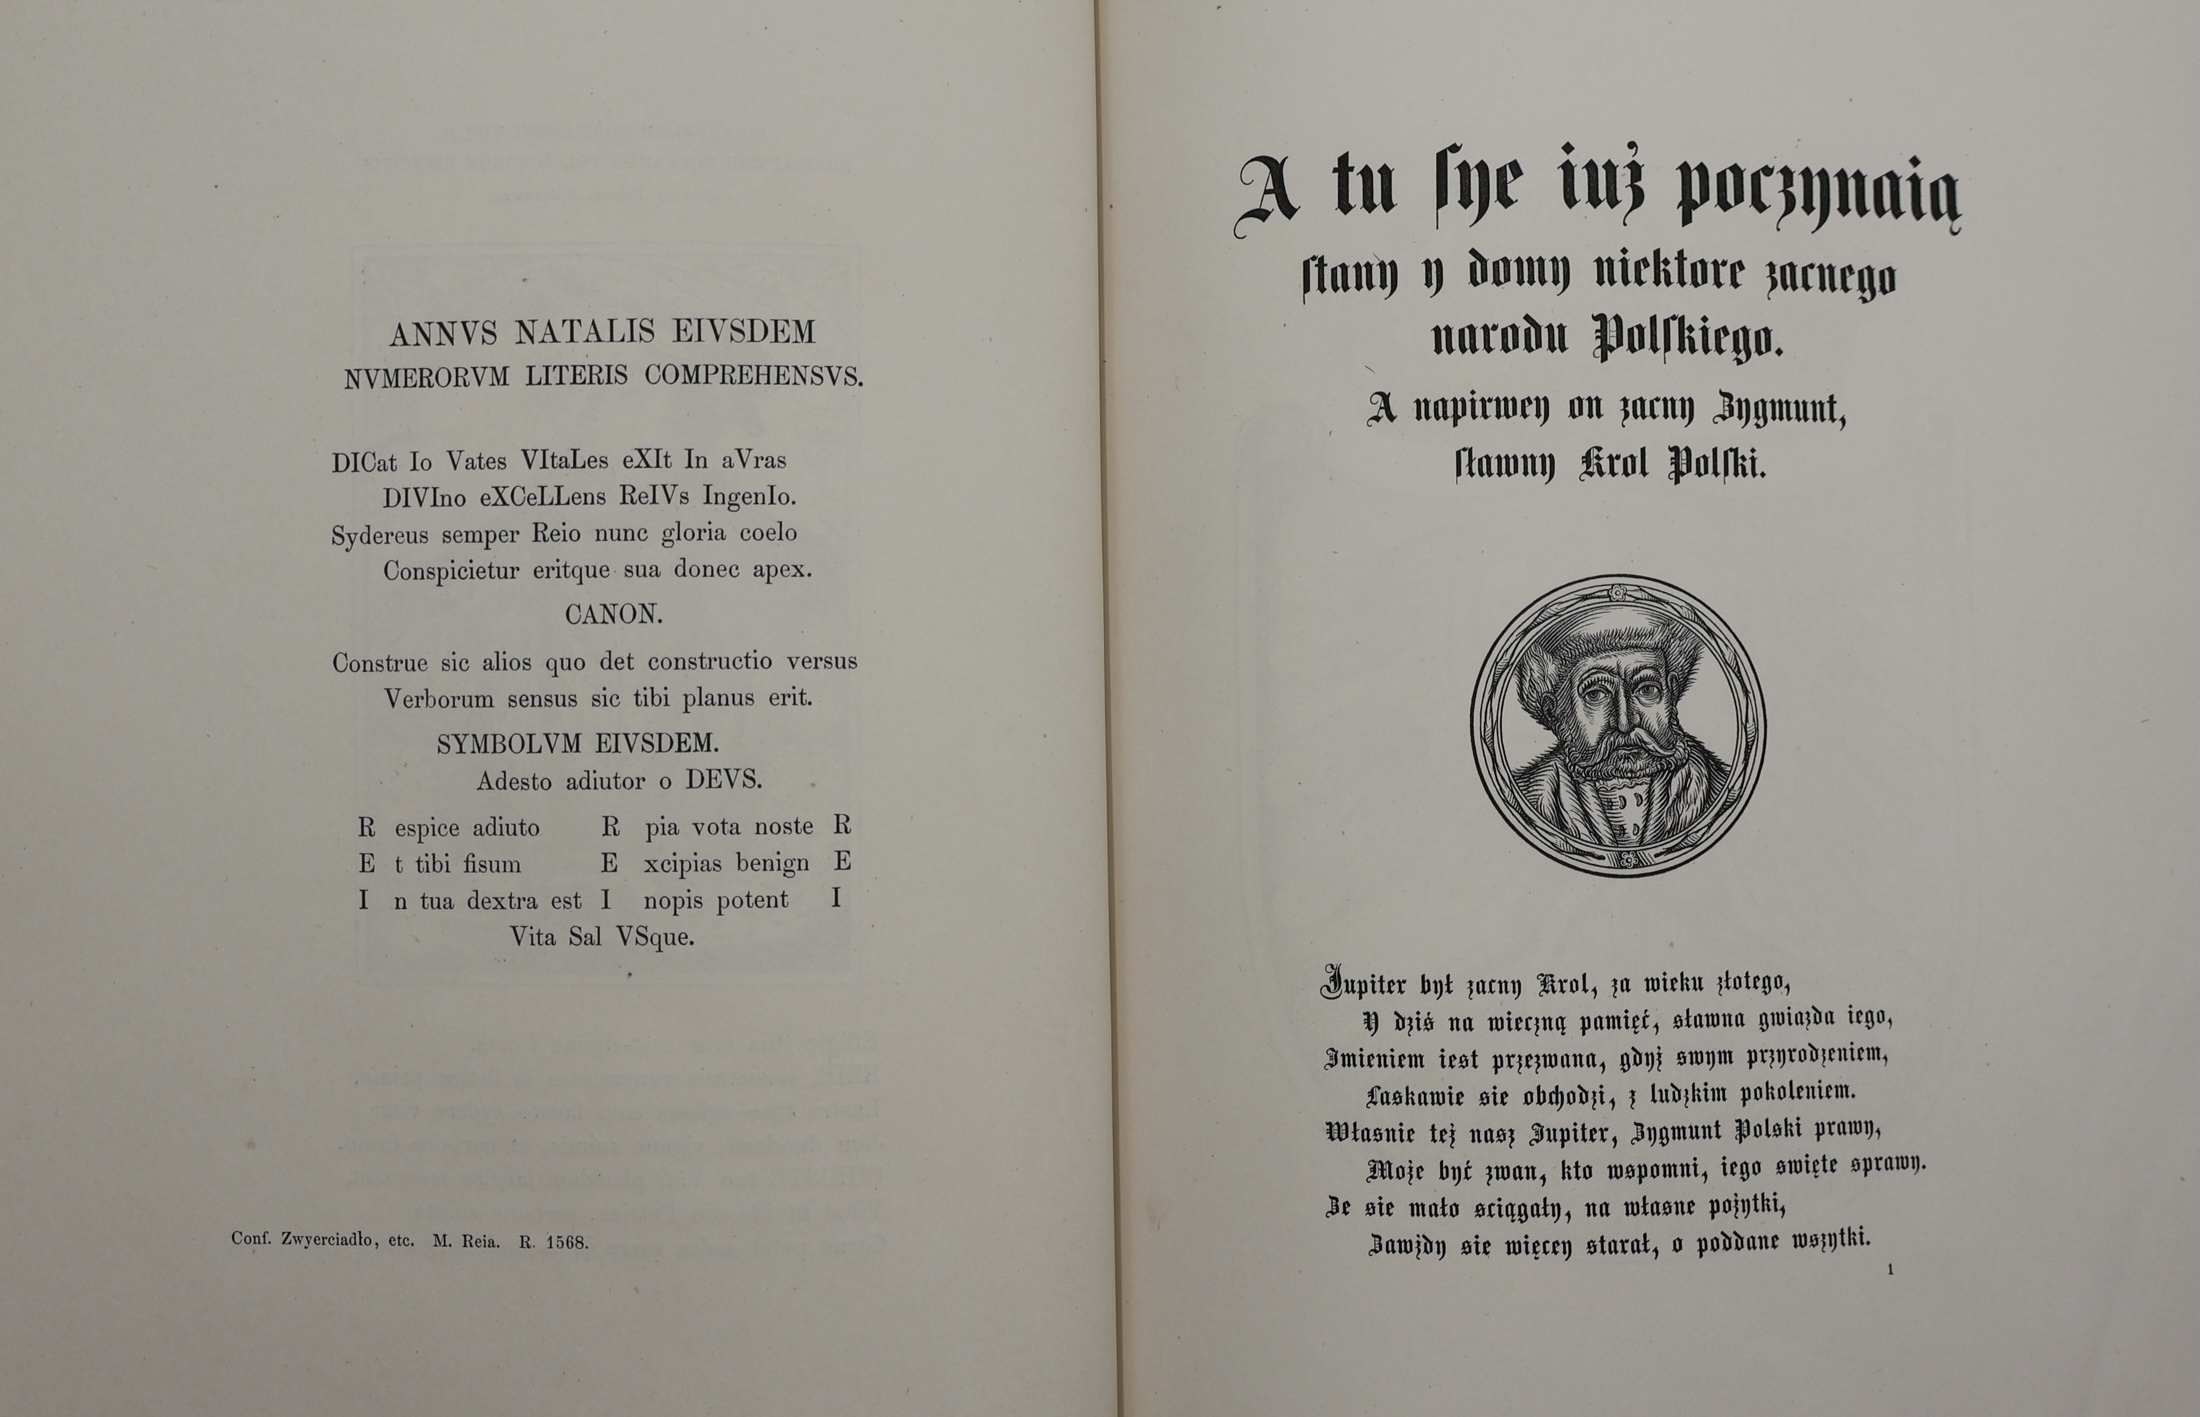 ANNVS NATALIS EIVSDEM
NVMERORVM LITERIS COMPREHENSVS.
DICat Io Vates VItaLes eXIt In aVras
DIVIno eXCeLLens ReIVs IngenIo.
Sydereus semper Reio nunc gloria coelo
Conspicietur eritque sua donec apex.
CANON.
Construe sic alios quo det constructio versus
Verborum sensus sic tibi planus erit.
SYMBOLVM EIVSDEM.
Adesto adiutor o DEVS.
R espice adiuto R pia vota noste R
E t tibi fisum E xcipias benign E
I n tua dextra est I nopis potent I
Vita Sal VSque.
Conf. Zwyerciadło, etc. M. Reia. R. 1568.
A tu ſye iuż poczynaią
ſtany y domy niektore zacnego
narodu Polſkiego.
A napirwey on zacny Zygmunt,
ſławny Krol Polſki.
Jupiter był zacny Krol, za wieku złotego,
Y dziś na wieczną pamięć, sławna gwiazda iego,
Imieniem iest przezwana, gdyż swym przyrodzeniem,
Łaskawie sie obchodzi, z ludzkim pokoleniem.
Własnie też nasz Jupiter, Zygmunt Polski prawy,
Może być zwan, kto wspomni, iego swięte sprawy.
Że sie mało sciągały, na własne pożytki,
Zawżdy sie więcey starał, o poddane wszytki.
1